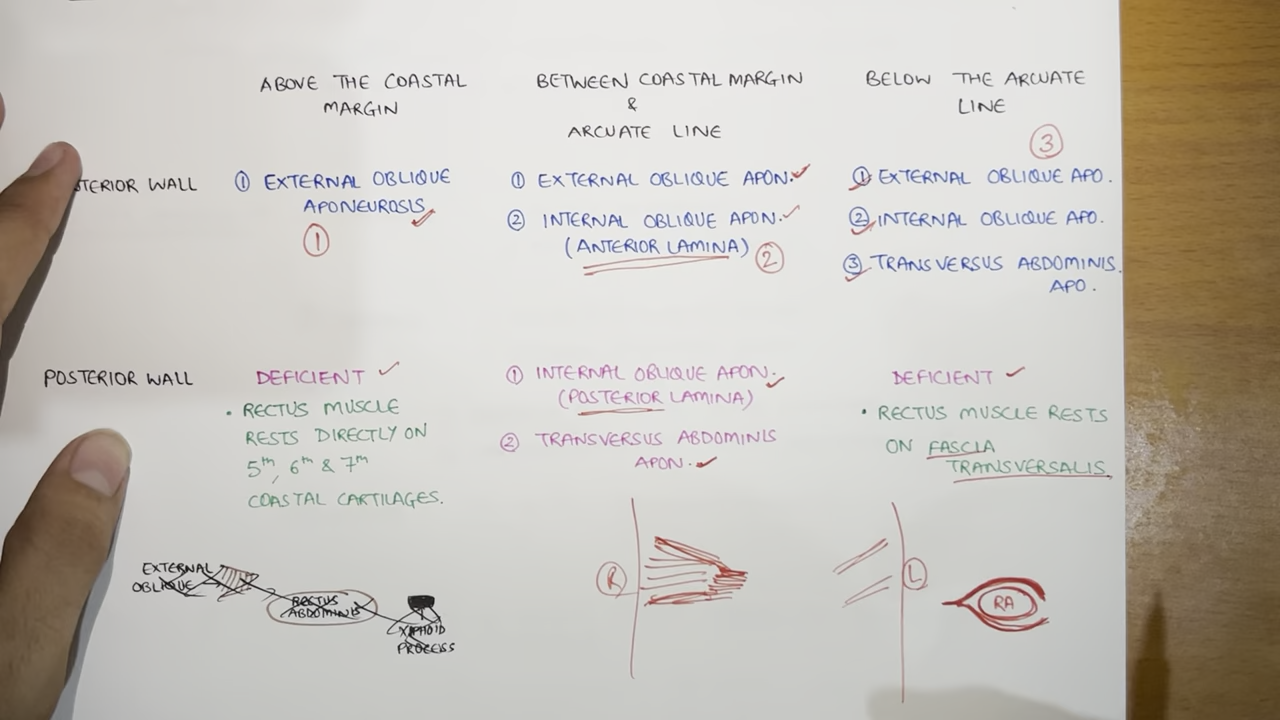 ABOVE THE COASTAL
MARGIN
BETWEEN COASTAL MARGIN
&
ARCUATE LINE
BELOW THE ARCUATE
LINE
3
TERIOR WALL
① EXTERNAL OBLIQUE
APONEUROSIS
1
① EXTERNAL OBLIQUE APON.
② INTERNAL OBLIQUE APON.
(ANTERIOR LAMINA)
2
① EXTERNAL OBLIQUE APO.
② INTERNAL OBLIQUE APO.
③ TRANSVERSUS ABDOMINIS
APO.
POSTERIOR WALL
DEFICIENT
• RECTUS MUSCLE
RESTS DIRECTLY ON
5th, 6th & 7th
COASTAL CARTILAGES.
① INTERNAL OBLIQUE APON.
(POSTERIOR LAMINA)
② TRANSVERSUS ABDOMINIS
APON.
DEFICIENT
• RECTUS MUSCLE RESTS
ON FASCIA
TRANSVERSALIS.
EXTERNAL
OBLIQUE
RECTUS
ABDOMINIS
XIPHOID
PROCESS
R
L
RA